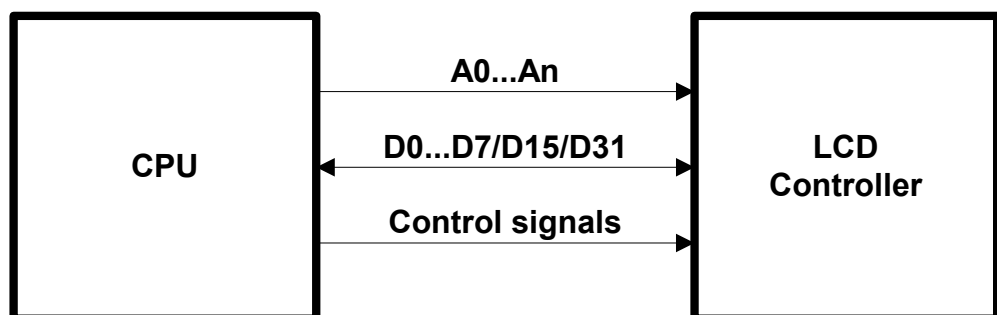 CPU
A0...An
D0...D7/D15/D31
Control signals
LCD
Controller